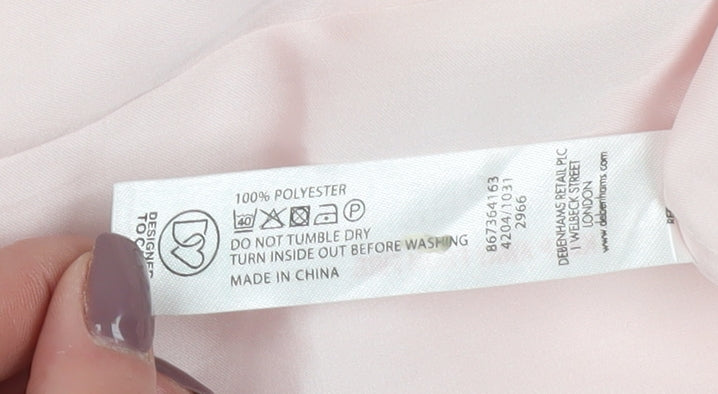 100% POLYESTER
40 P
DO NOT TUMBLE DRY
TURN INSIDE OUT BEFORE WASHING
MADE IN CHINA
867364163
4204/1031
2966
DEBENHAMS RETAIL PLC
1 WELBECK STREET
LONDON
www.debenhams.com